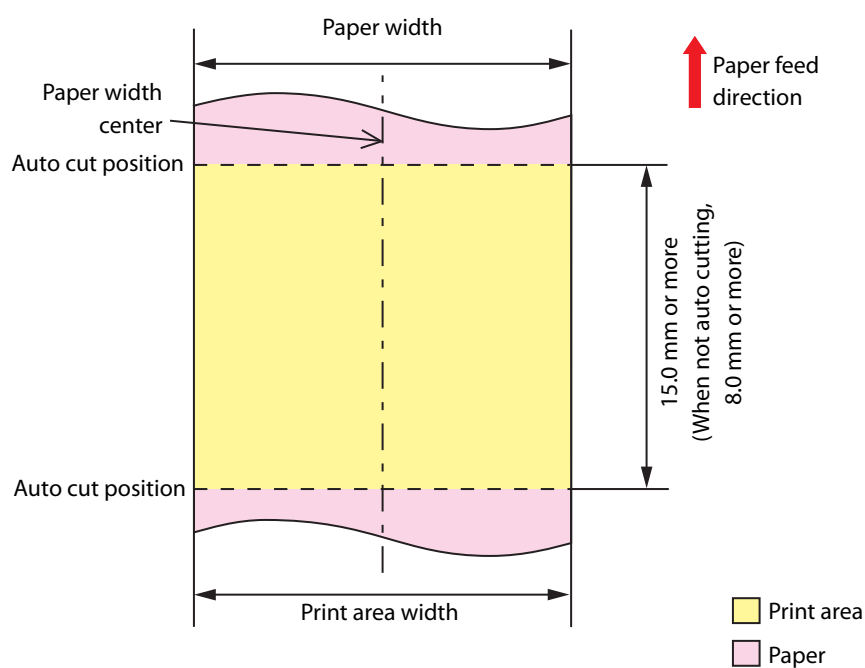 Paper width
Paper feed
direction
Paper width
center
Auto cut position
15.0 mm or more
(When not auto cutting,
8.0 mm or more)
Auto cut position
Print area width
Print area
Paper